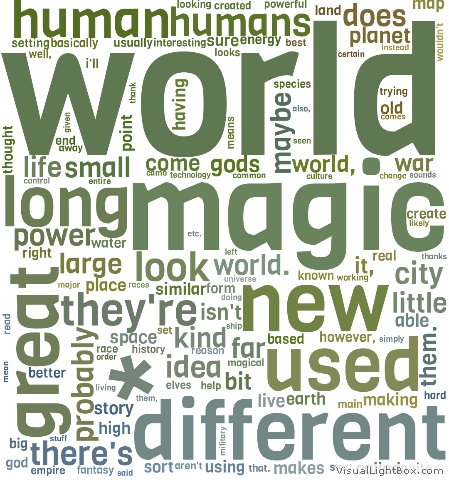 looking created powerful map
human humans land does
setting basically usually interesting sure energy best planet instead wouldn't
well, i'll looks certain
world
thank given having means maybe species also, seen trying old comes
thought end away point
life small come gods world, war
control entire came technology common culture change sounds
long magic create likely
power water etc.
right left thanks
large look world. it, real city
major place races universe known working
great similar form doing new little able
they're isn't ship
read space set kind far based however, simply them.
probably race history reason magical used
order * idea bit
mean better living elves help making hard
them, live earth main
story high different
big stuff there's military
god empire fantasy said sort aren't using that. makes
VisualLightBox.com